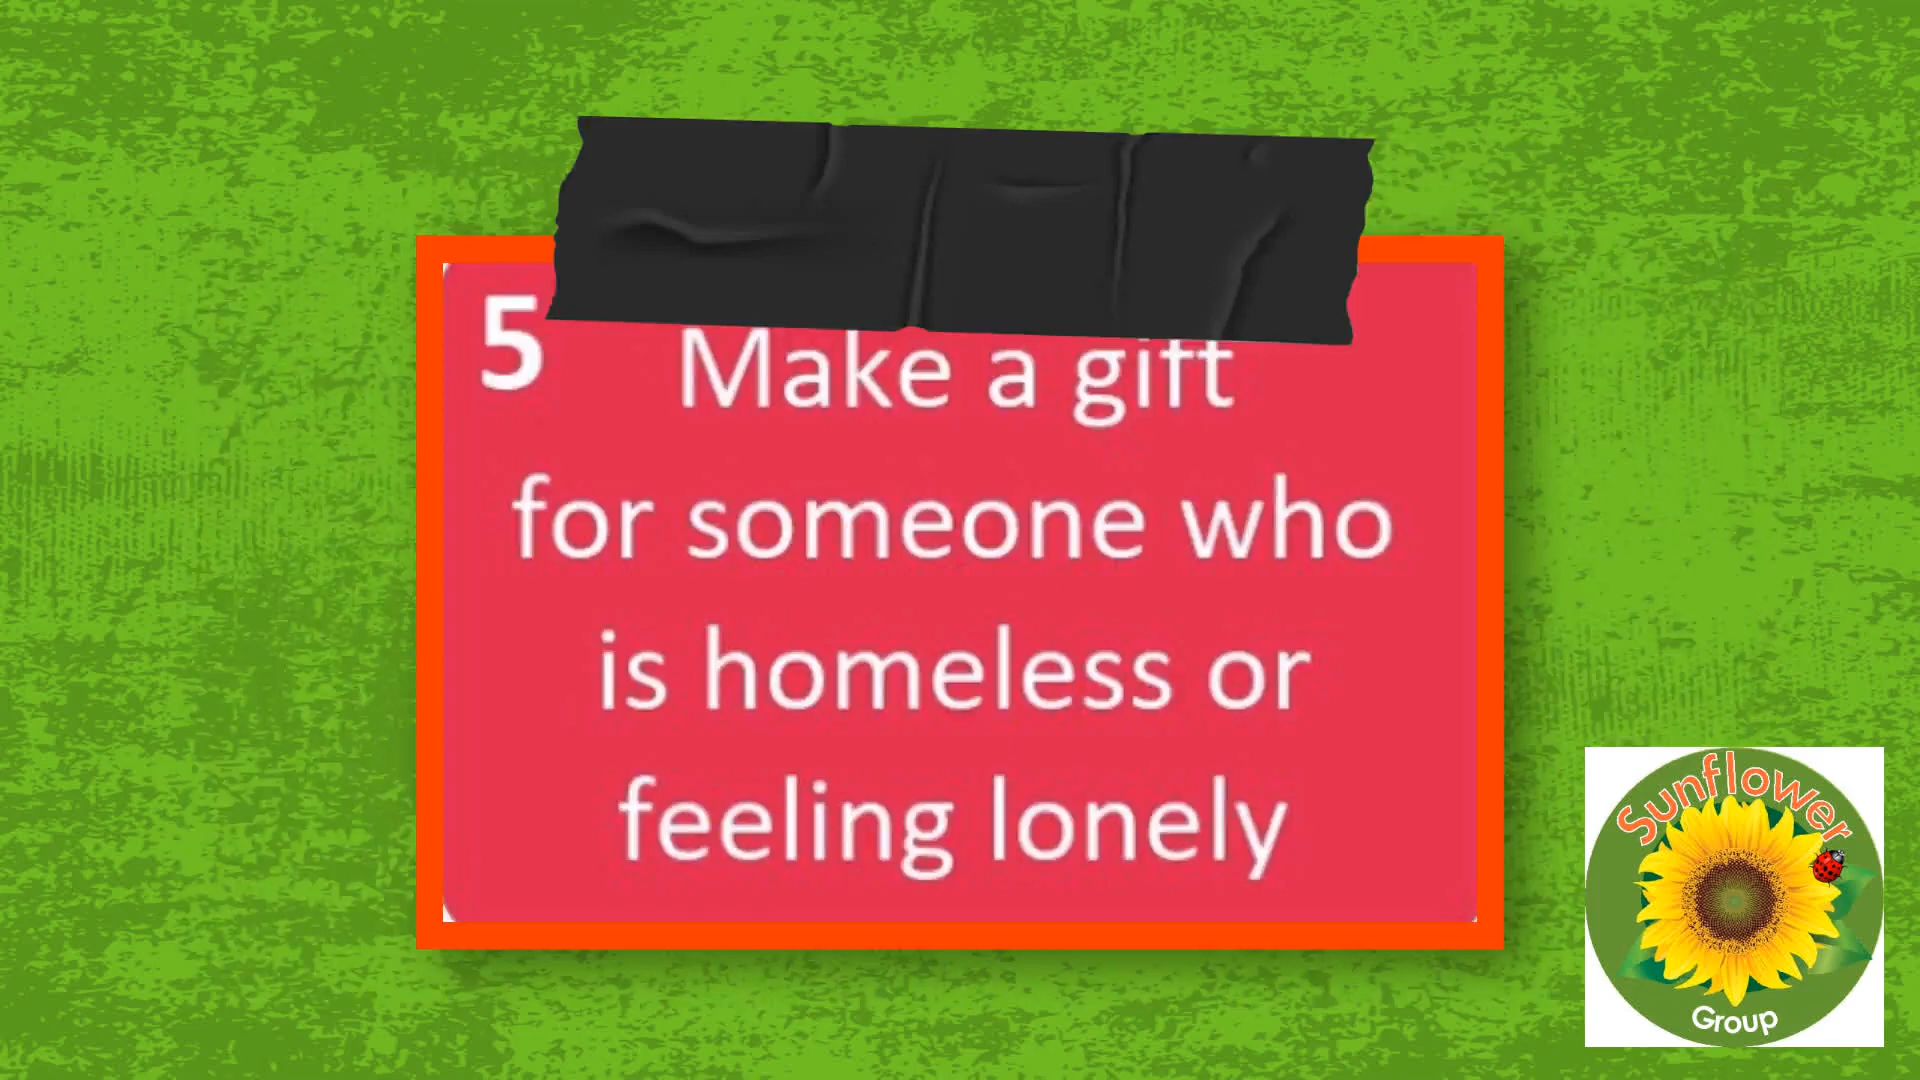 5
Make a gift
for someone who
is homeless or
feeling lonely
Sunflower
Group